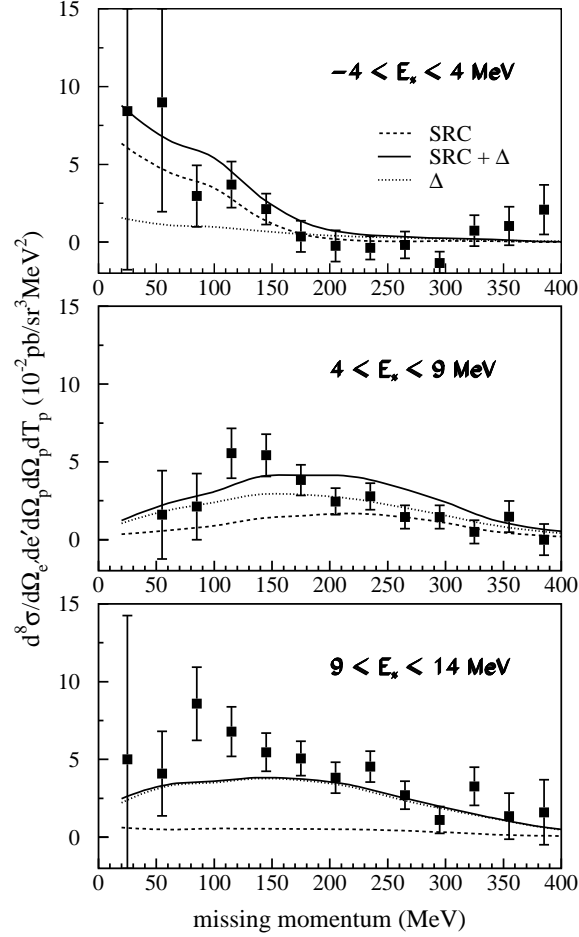 15
−4 < Eₓ < 4 MeV
10
SRC
SRC + Δ
5
Δ
0
0 50 100 150 200 250 300 350 400
15
4 < Eₓ < 9 MeV
10
5
0
0 50 100 150 200 250 300 350 400
15
9 < Eₓ < 14 MeV
10
5
0
0 50 100 150 200 250 300 350 400
missing momentum (MeV)
d⁸σ/dΩₑ′de′dΩₚdΩₚdTₚ (10⁻²pb/sr³MeV²)